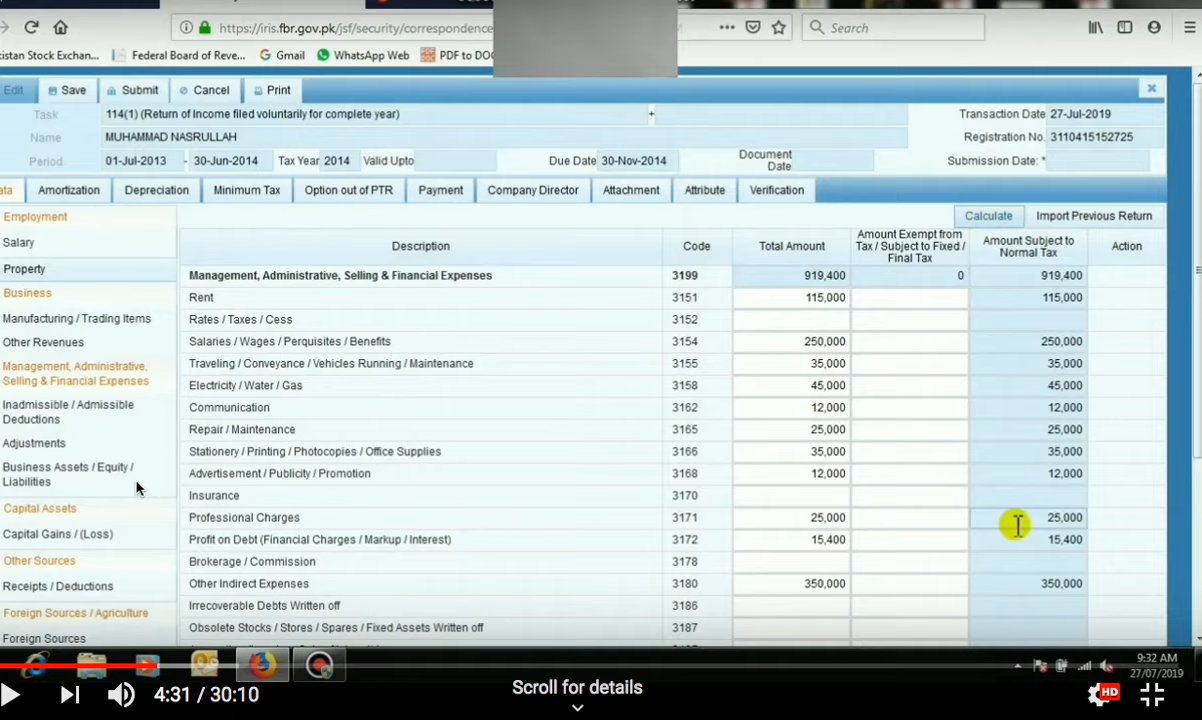 https://iris.fbr.gov.pk/jsf/security/correspondence
Search
istan Stock Exchan... Federal Board of Reve... Gmail WhatsApp Web PDF to DO
Edit Save Submit Cancel Print
Task 114(1) (Return of Income filed voluntarily for complete year) + Transaction Date 27-Jul-2019
Name MUHAMMAD NASRULLAH Registration No. 3110415152725
Period 01-Jul-2013 - 30-Jun-2014 Tax Year 2014 Valid Upto Due Date 30-Nov-2014 Document Date Submission Date: *
ata Amortization Depreciation Minimum Tax Option out of PTR Payment Company Director Attachment Attribute Verification
Calculate Import Previous Return
Employment
Salary
Property
Business
Manufacturing / Trading Items
Other Revenues
Management, Administrative,
Selling & Financial Expenses
Inadmissible / Admissible
Deductions
Adjustments
Business Assets / Equity /
Liabilities
Capital Assets
Capital Gains / (Loss)
Other Sources
Receipts / Deductions
Foreign Sources / Agriculture
Foreign Sources
Description Code Total Amount Amount Exempt from Tax / Subject to Fixed / Final Tax Amount Subject to Normal Tax Action
Management, Administrative, Selling & Financial Expenses 3199 919,400 0 919,400
Rent 3151 115,000 115,000
Rates / Taxes / Cess 3152
Salaries / Wages / Perquisites / Benefits 3154 250,000 250,000
Traveling / Conveyance / Vehicles Running / Maintenance 3155 35,000 35,000
Electricity / Water / Gas 3158 45,000 45,000
Communication 3162 12,000 12,000
Repair / Maintenance 3165 25,000 25,000
Stationery / Printing / Photocopies / Office Supplies 3166 35,000 35,000
Advertisement / Publicity / Promotion 3168 12,000 12,000
Insurance 3170
Professional Charges 3171 25,000 25,000
Profit on Debt (Financial Charges / Markup / Interest) 3172 15,400 15,400
Brokerage / Commission 3178
Other Indirect Expenses 3180 350,000 350,000
Irrecoverable Debts Written off 3186
Obsolete Stocks / Stores / Spares / Fixed Assets Written off 3187
9:32 AM
27/07/2019
4:31 / 30:10
Scroll for details
HD